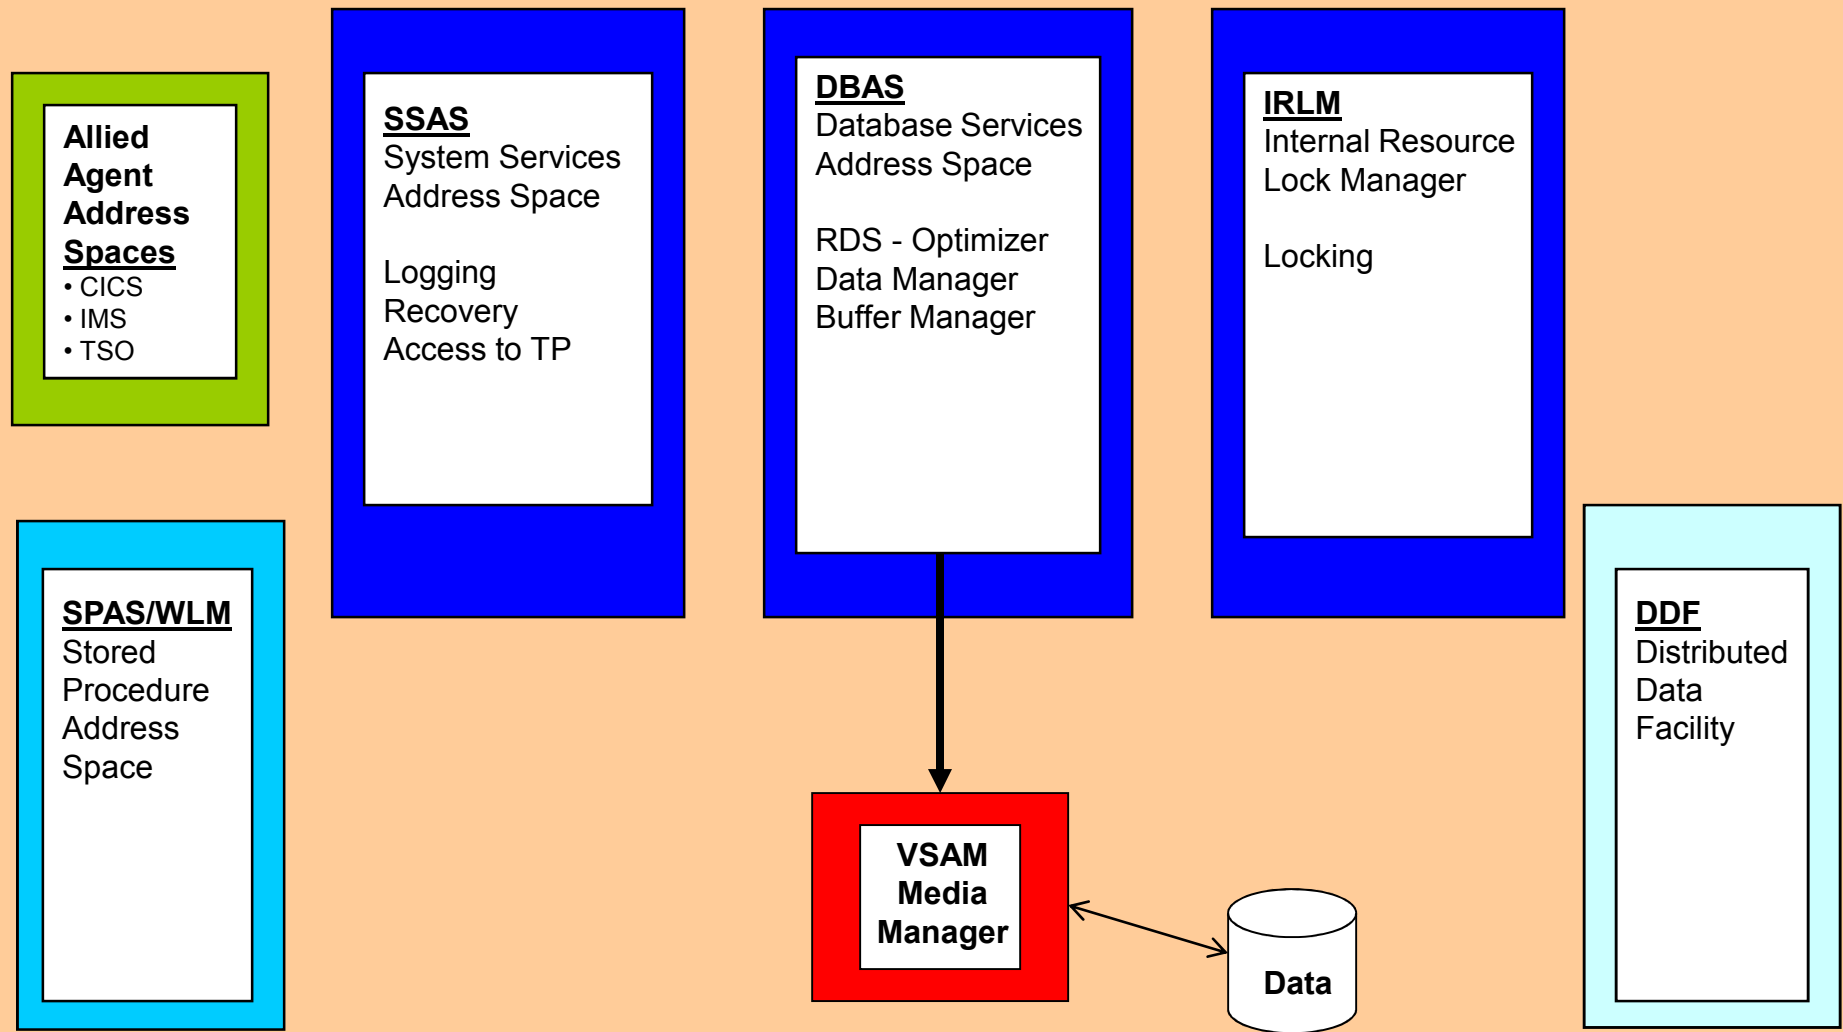 Allied
Agent
Address
Spaces
• CICS
• IMS
• TSO
SSAS
System Services
Address Space
Logging
Recovery
Access to TP
DBAS
Database Services
Address Space
RDS - Optimizer
Data Manager
Buffer Manager
IRLM
Internal Resource
Lock Manager
Locking
SPAS/WLM
Stored
Procedure
Address
Space
VSAM
Media
Manager
Data
DDF
Distributed
Data
Facility